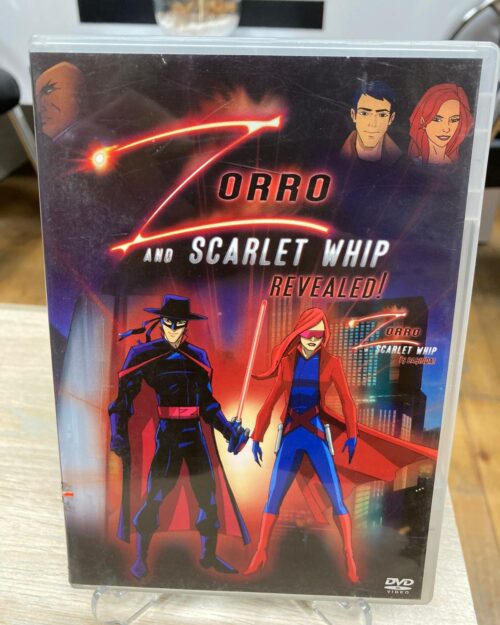 ZORRO
AND SCARLET WHIP
REVEALED!
ZORRO
SCARLET WHIP
DVD
VIDEO